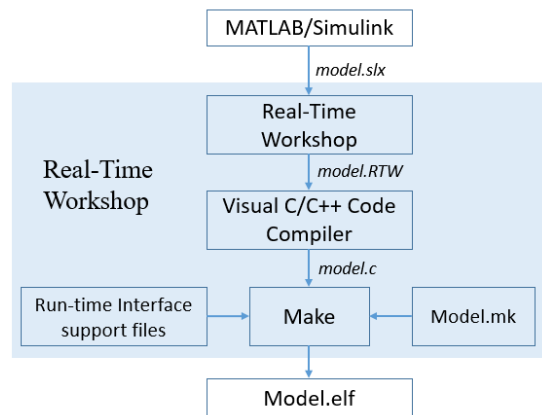 MATLAB/Simulink
model.slx
Real-Time
Workshop
model.RTW
Real-Time
Workshop
Visual C/C++ Code
Compiler
model.c
Run-time Interface
support files
Make
Model.mk
Model.elf